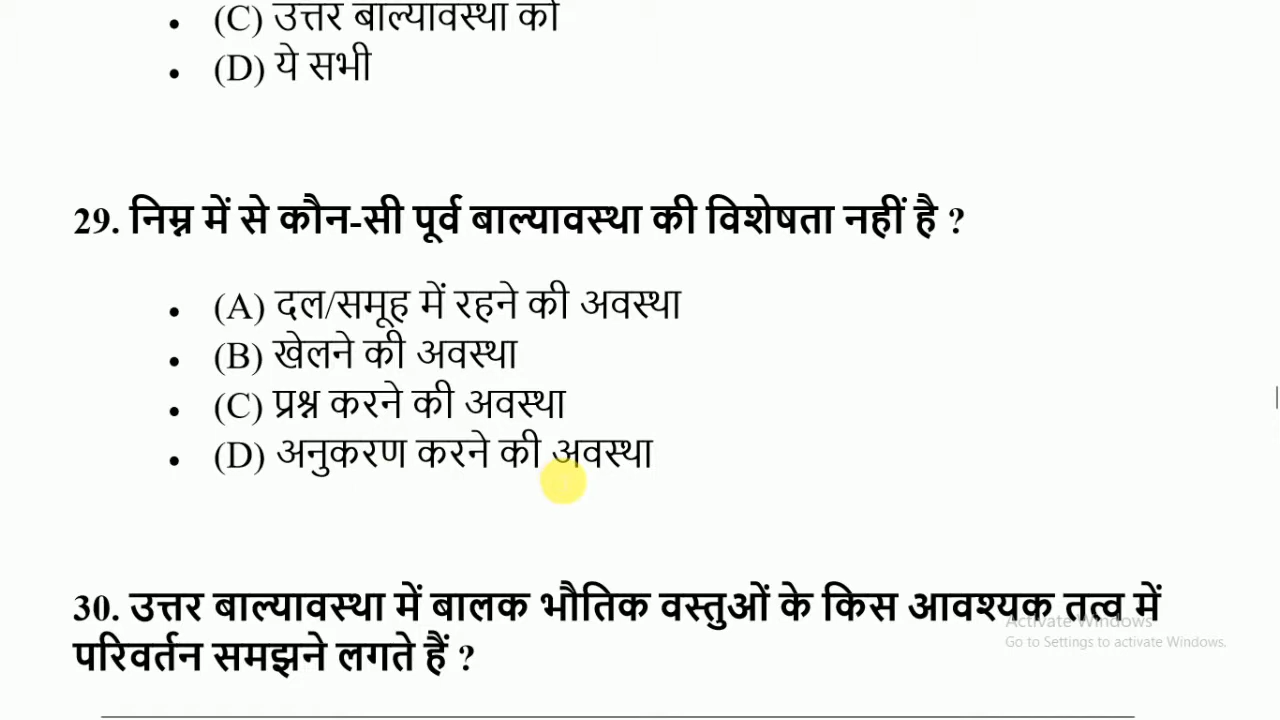 (C) उत्तर बाल्यावस्था को
(D) ये सभी
29. निम्न में से कौन-सी पूर्व बाल्यावस्था की विशेषता नहीं है ?
(A) दल/समूह में रहने की अवस्था
(B) खेलने की अवस्था
(C) प्रश्न करने की अवस्था
(D) अनुकरण करने की अवस्था
30. उत्तर बाल्यावस्था में बालक भौतिक वस्तुओं के किस आवश्यक तत्व में
परिवर्तन समझने लगते हैं ?
Activate Windows
Go to Settings to activate Windows.